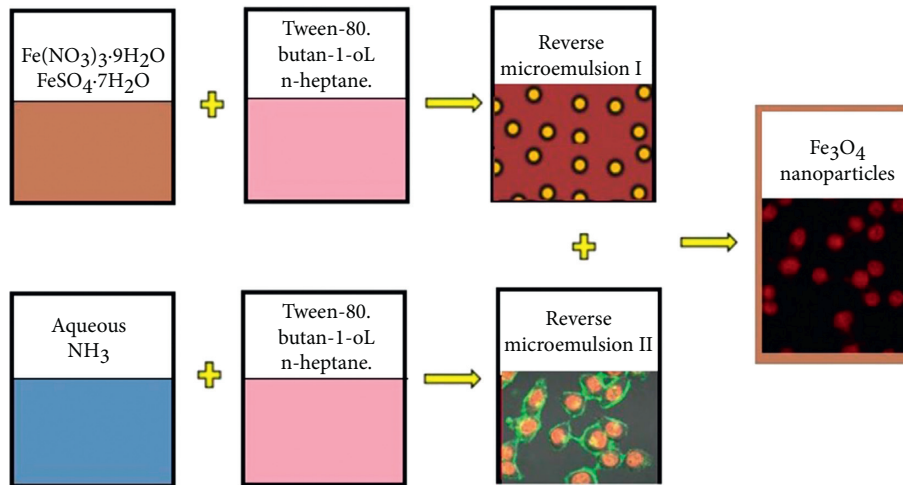 Fe(NO3)3·9H2O
FeSO4·7H2O
Tween-80.
butan-1-oL
n-heptane.
Reverse
microemulsion I
Fe3O4
nanoparticles
Aqueous
NH3
Tween-80.
butan-1-oL
n-heptane.
Reverse
microemulsion II